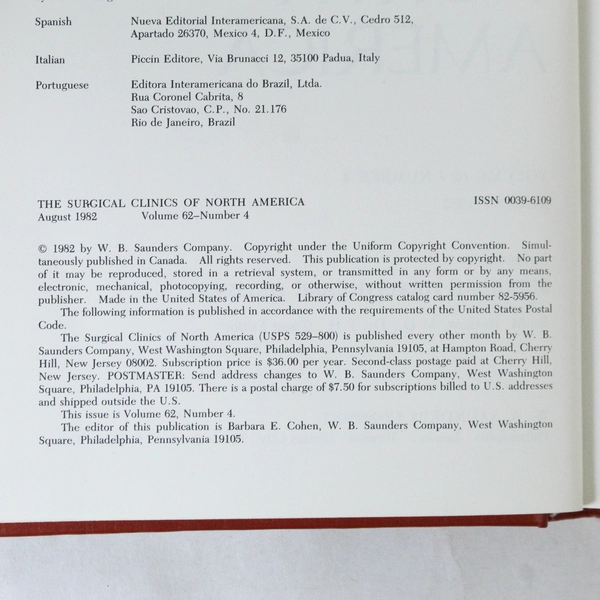 Spanish Nueva Editorial Interamericana, S.A. de C.V., Cedro 512,
Apartado 26370, Mexico 4, D.F., Mexico
Italian Piccin Editore, Via Brunacci 12, 35100 Padua, Italy
Portuguese Editora Interamericana do Brazil, Ltda.
Rua Coronel Cabrita, 8
Sao Cristovao, C.P., No. 21.176
Rio de Janeiro, Brazil
THE SURGICAL CLINICS OF NORTH AMERICA ISSN 0039-6109
August 1982 Volume 62–Number 4
© 1982 by W. B. Saunders Company. Copyright under the Uniform Copyright Convention. Simul-
taneously published in Canada. All rights reserved. This publication is protected by copyright. No part
of it may be reproduced, stored in a retrieval system, or transmitted in any form or by any means,
electronic, mechanical, photocopying, recording, or otherwise, without written permission from the
publisher. Made in the United States of America. Library of Congress catalog card number 82-5956.
The following information is published in accordance with the requirements of the United States Postal
Code.
The Surgical Clinics of North America (USPS 529–800) is published every other month by W. B.
Saunders Company, West Washington Square, Philadelphia, Pennsylvania 19105, at Hampton Road, Cherry
Hill, New Jersey 08002. Subscription price is $36.00 per year. Second-class postage paid at Cherry Hill,
New Jersey. POSTMASTER: Send address changes to W. B. Saunders Company, West Washington
Square, Philadelphia, PA 19105. There is a postal charge of $7.50 for subscriptions billed to U.S. addresses
and shipped outside the U.S.
This issue is Volume 62, Number 4.
The editor of this publication is Barbara E. Cohen, W. B. Saunders Company, West Washington
Square, Philadelphia, Pennsylvania 19105.